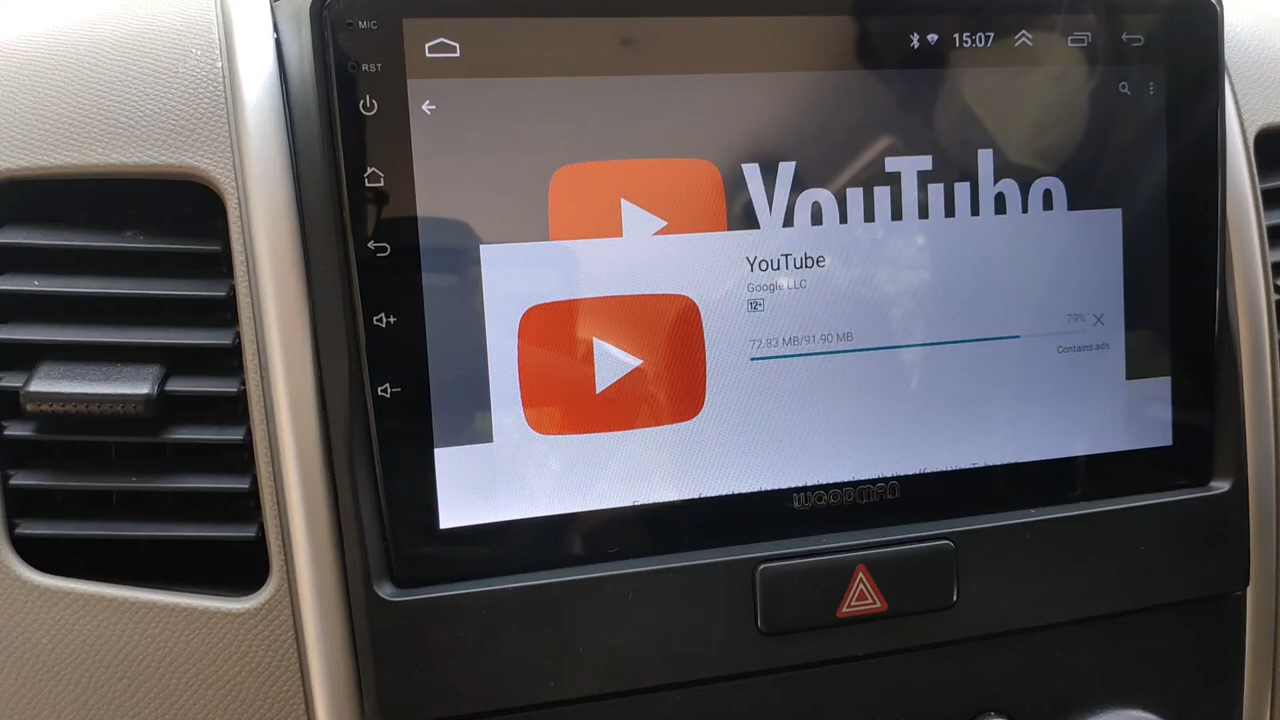 MIC
15:07
RST
YouTube
YouTube
Google LLC
12+
79%
72.83 MB/91.90 MB
Contains ads
WOODMAN